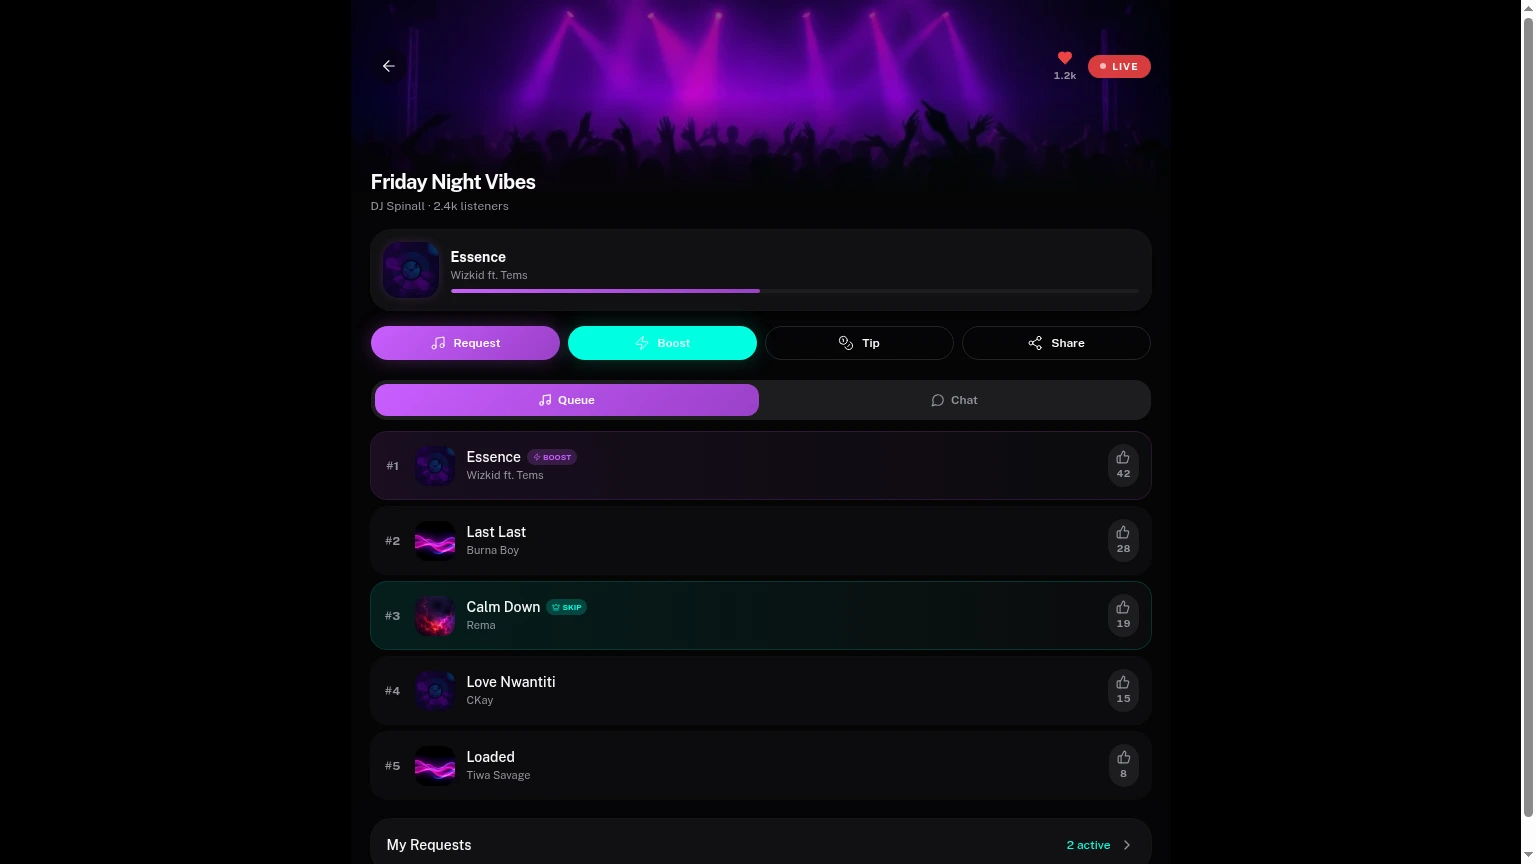 1.2k
LIVE
Friday Night Vibes
DJ Spinall · 2.4k listeners
Essence
Wizkid ft. Tems
Request
Boost
Tip
Share
Queue
Chat
#1
Essence
BOOST
Wizkid ft. Tems
42
#2
Last Last
Burna Boy
28
#3
Calm Down
SKIP
Rema
19
#4
Love Nwantiti
CKay
15
#5
Loaded
Tiwa Savage
8
My Requests
2 active